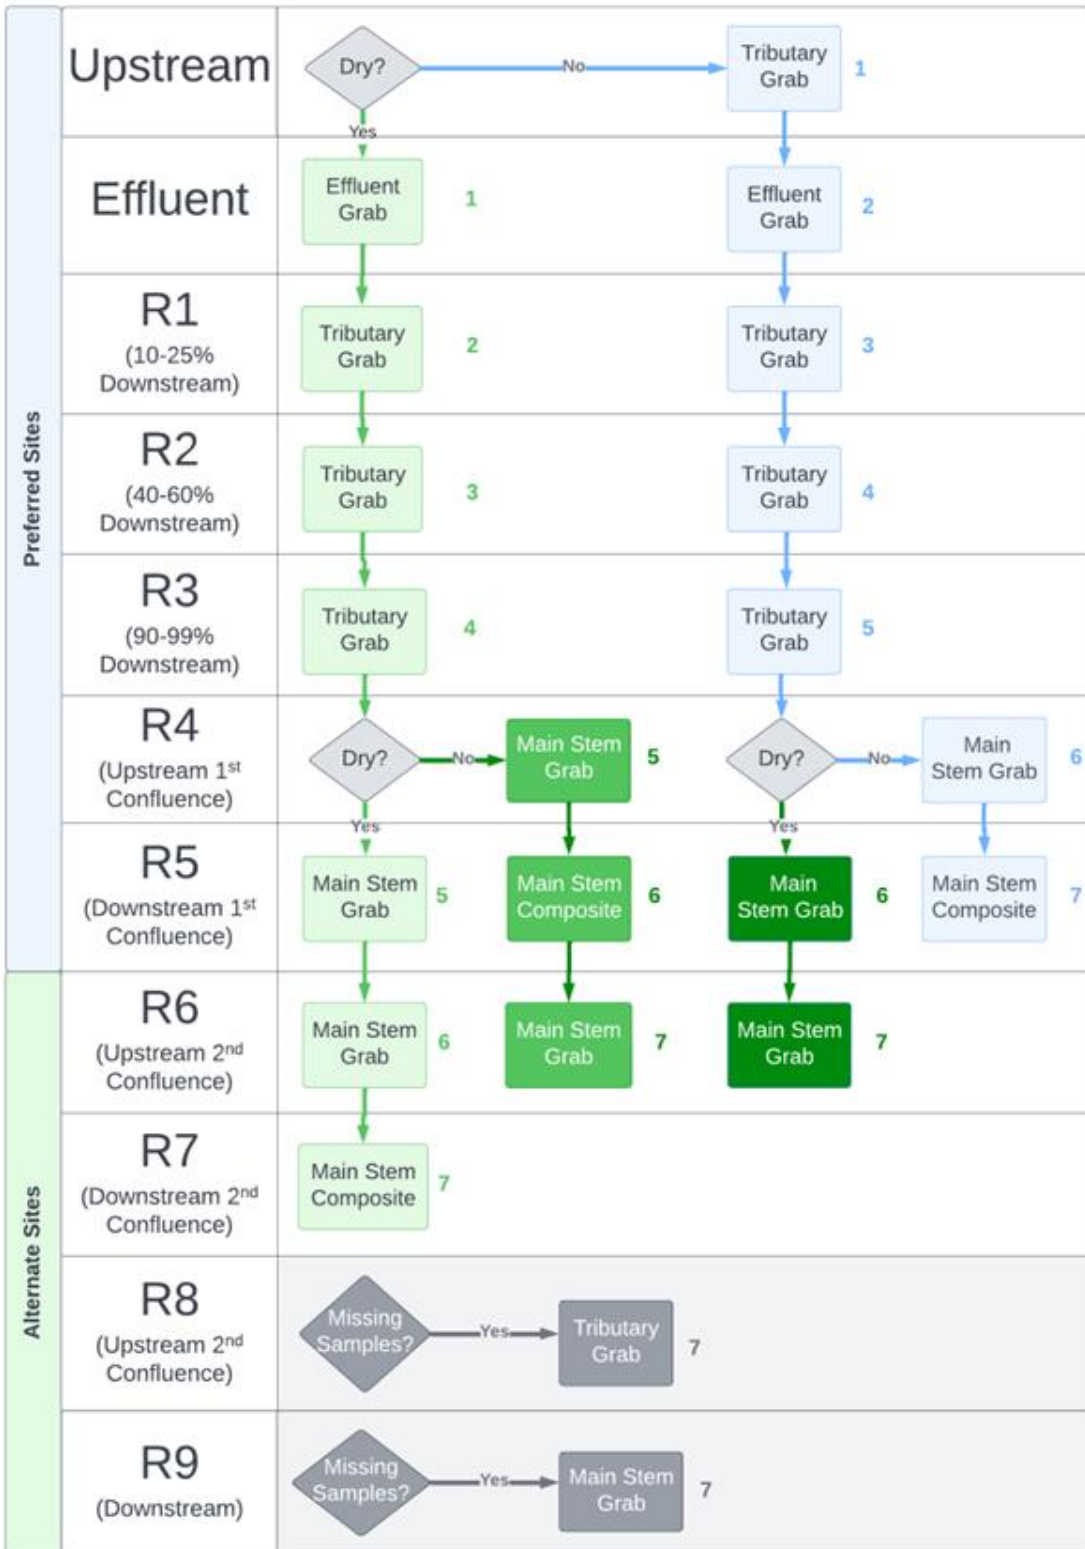 Preferred Sites
Upstream
Dry?
No
Tributary
Grab
1
Yes
Effluent
Effluent
Grab
1
Effluent
Grab
2
R1
(10-25%
Downstream)
Tributary
Grab
2
Tributary
Grab
3
R2
(40-60%
Downstream)
Tributary
Grab
3
Tributary
Grab
4
R3
(90-99%
Downstream)
Tributary
Grab
4
Tributary
Grab
5
R4
(Upstream 1st
Confluence)
Dry?
No
Main Stem
Grab
5
Dry?
No
Main
Stem Grab
6
Yes
Yes
R5
(Downstream 1st
Confluence)
Main Stem
Grab
5
Main Stem
Composite
6
Main
Stem Grab
6
Main Stem
Composite
7
Alternate Sites
R6
(Upstream 2nd
Confluence)
Main Stem
Grab
6
Main Stem
Grab
7
Main Stem
Grab
7
R7
(Downstream 2nd
Confluence)
Main Stem
Composite
7
R8
(Upstream 2nd
Confluence)
Missing
Samples?
Yes
Tributary
Grab
7
R9
(Downstream)
Missing
Samples?
Yes
Main Stem
Grab
7